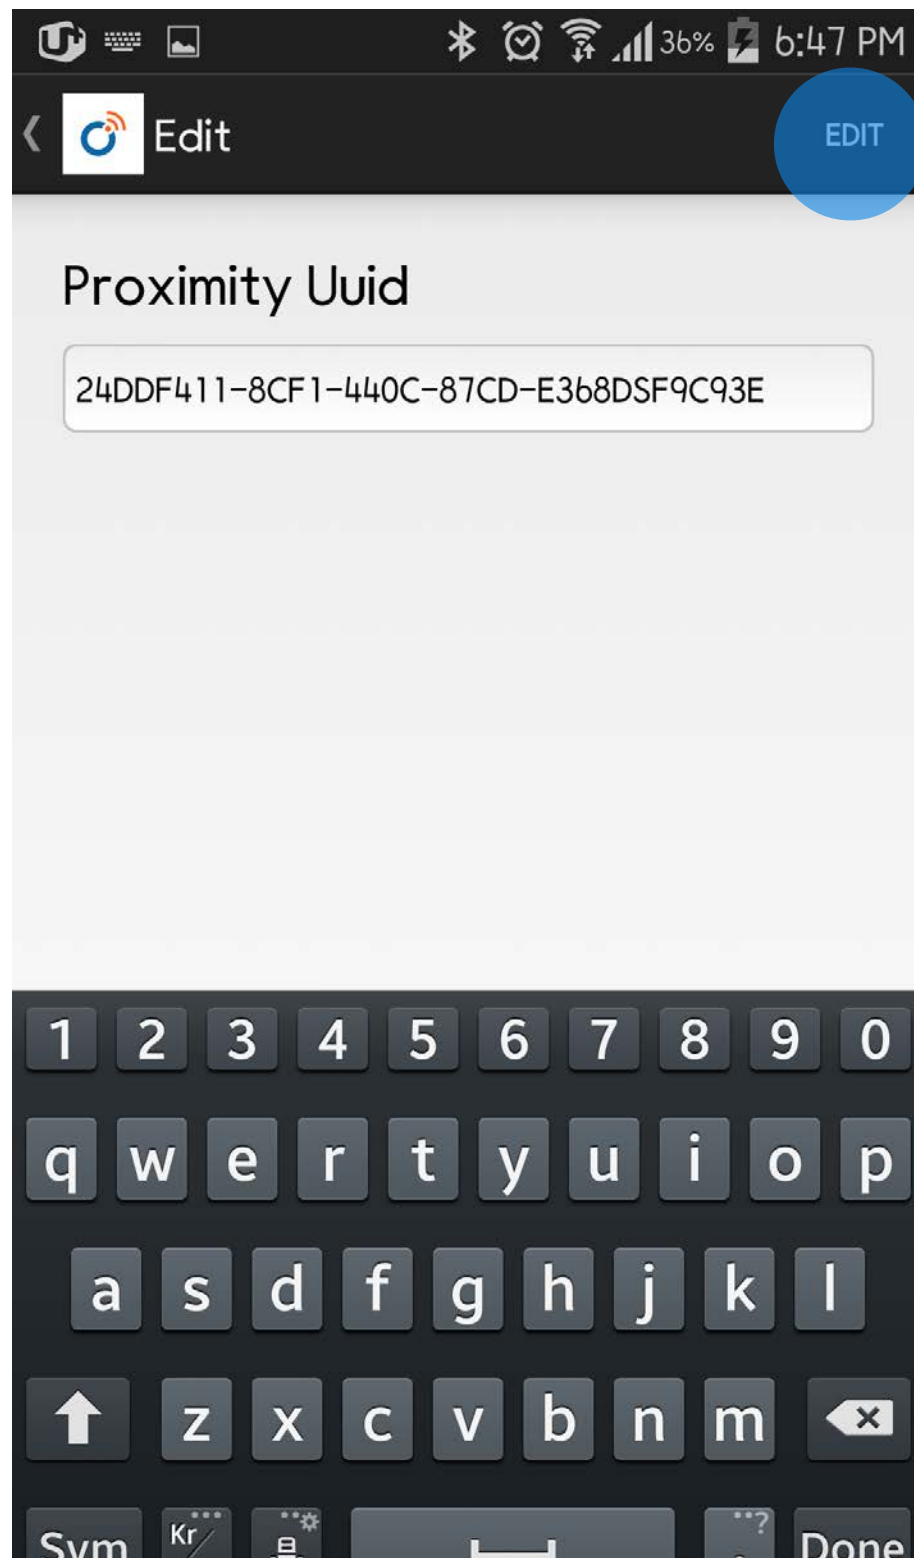 36% 6:47 PM
Edit EDIT
Proximity Uuid
24DDF411-8CF1-440C-87CD-E368DSF9C93E
1 2 3 4 5 6 7 8 9 0
q w e r t y u i o p
a s d f g h j k l
z x c v b n m
Sym Kr/ ? Done